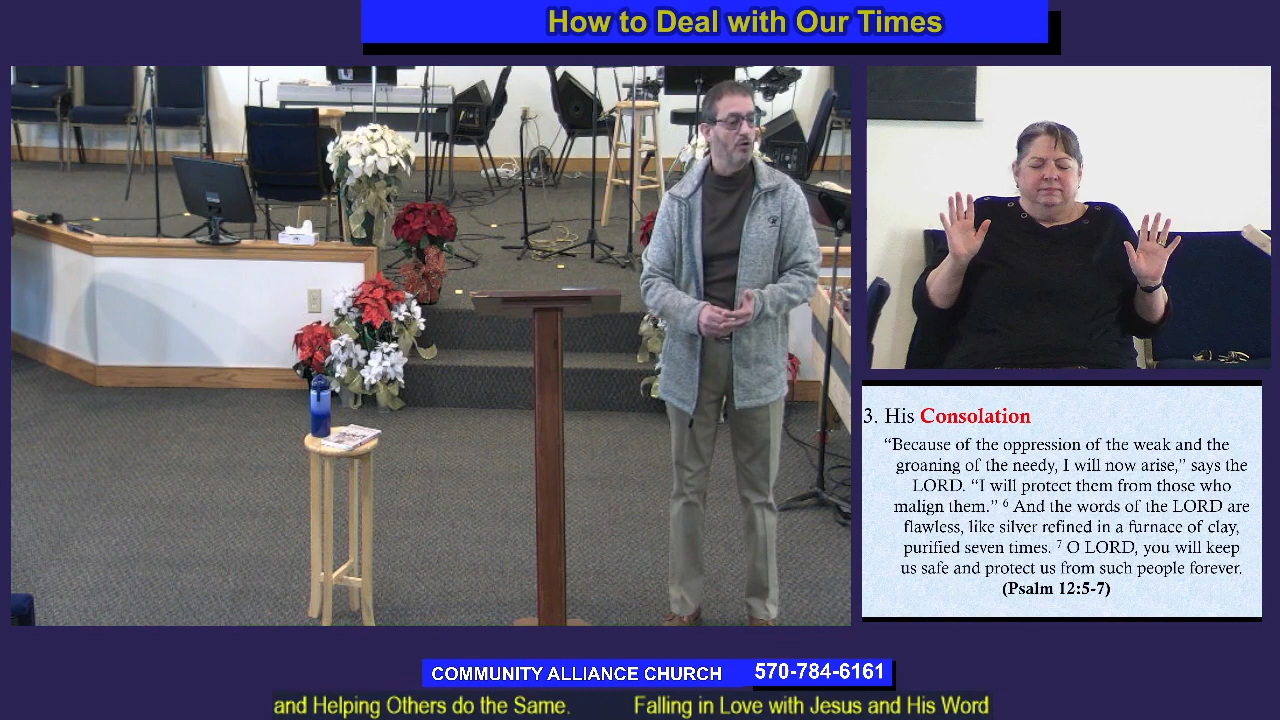 How to Deal with Our Times
3. His Consolation
“Because of the oppression of the weak and the
groaning of the needy, I will now arise,” says the
LORD. “I will protect them from those who
malign them.” ⁶ And the words of the LORD are
flawless, like silver refined in a furnace of clay,
purified seven times. ⁷ O LORD, you will keep
us safe and protect us from such people forever.
(Psalm 12:5-7)
COMMUNITY ALLIANCE CHURCH 570-784-6161
and Helping Others do the Same. Falling in Love with Jesus and His Word